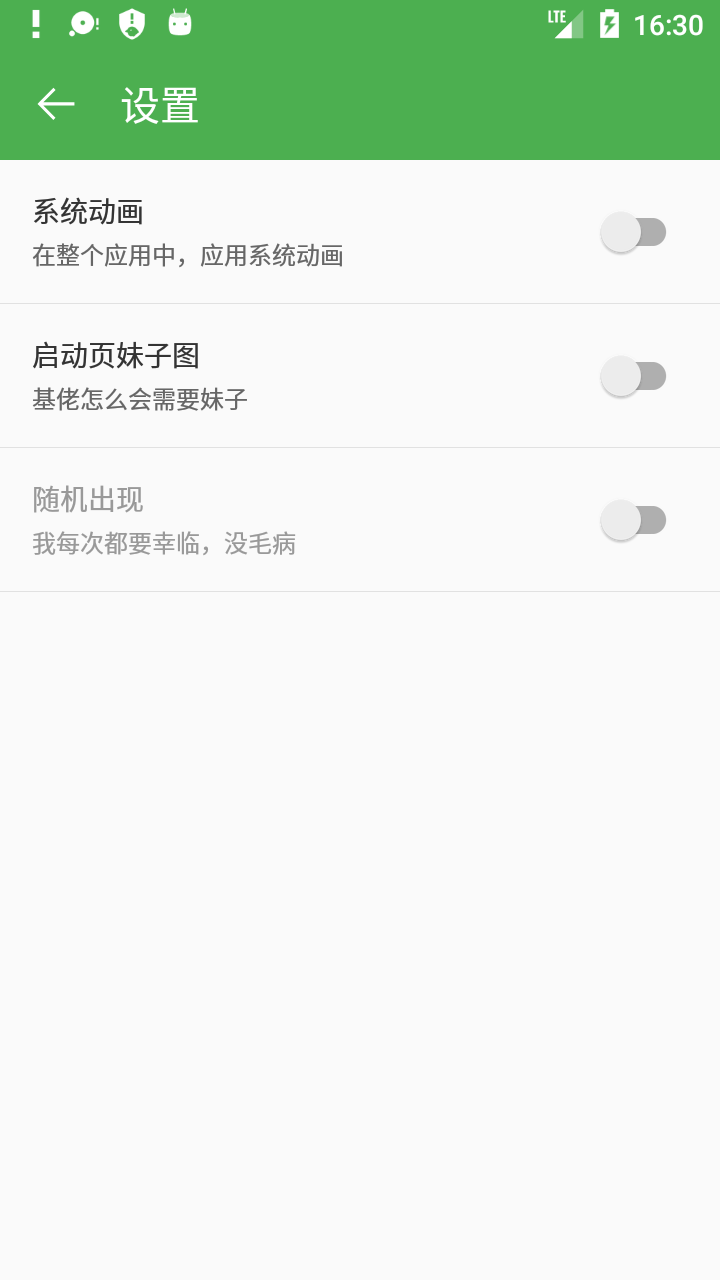 LTE 16:30
设置
系统动画
在整个应用中，应用系统动画
启动页妹子图
基佬怎么会需要妹子
随机出现
我每次都要幸临，没毛病